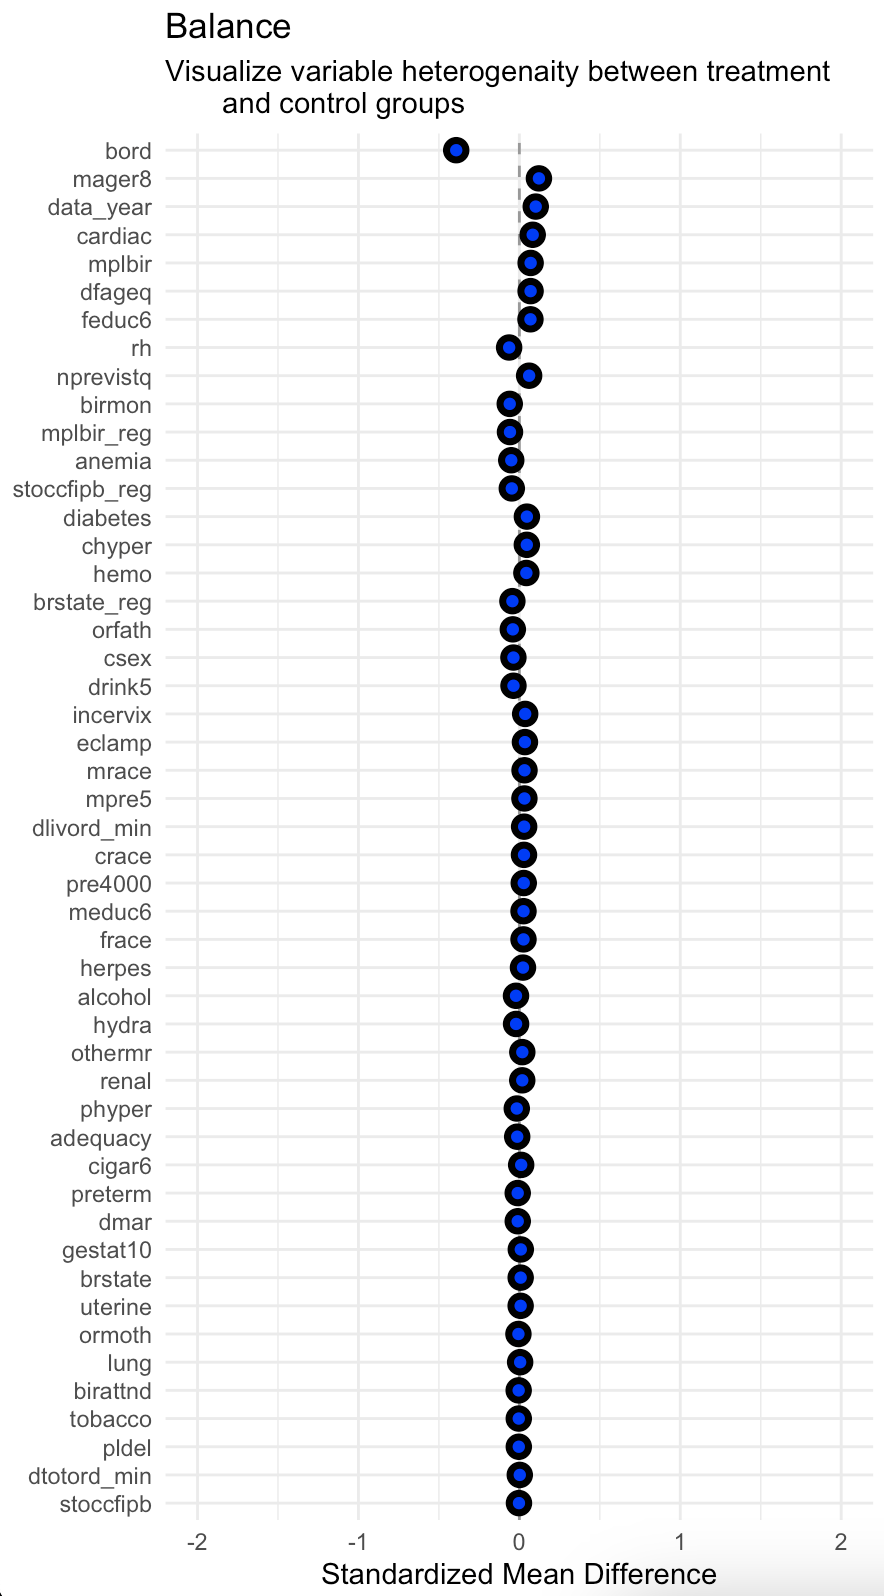 Balance
Visualize variable heterogenaity between treatment
and control groups
bord
mager8
data_year
cardiac
mplbir
dfageq
feduc6
rh
nprevistq
birmon
mplbir_reg
anemia
stoccfipb_reg
diabetes
chyper
hemo
brstate_reg
orfath
csex
drink5
incervix
eclamp
mrace
mpre5
dlivord_min
crace
pre4000
meduc6
frace
herpes
alcohol
hydra
othermr
renal
phyper
adequacy
cigar6
preterm
dmar
gestat10
brstate
uterine
ormoth
lung
birattnd
tobacco
pldel
dtotord_min
stoccfipb
-2 -1 0 1 2
Standardized Mean Difference